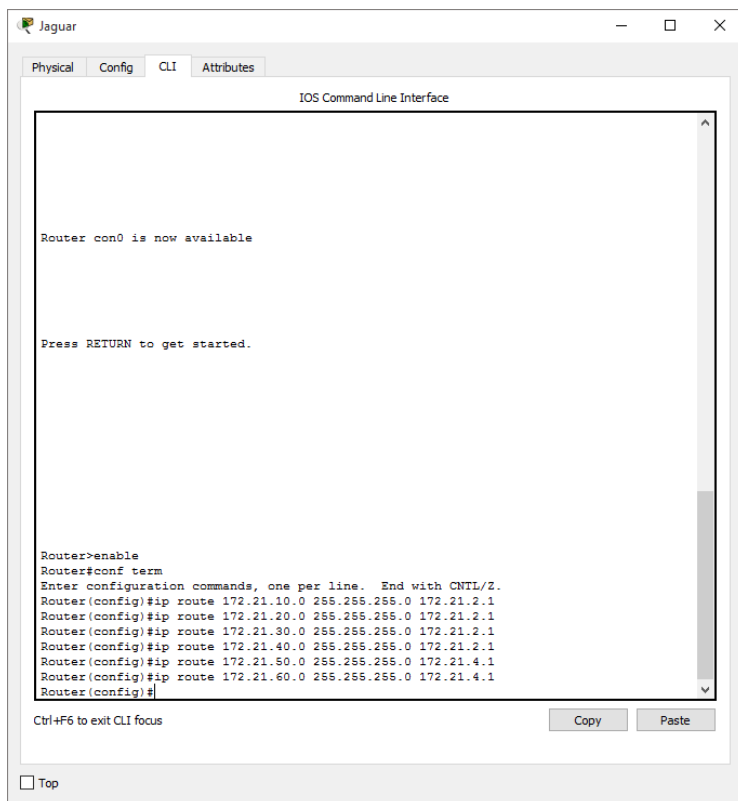 Jaguar
Physical Config CLI Attributes
IOS Command Line Interface
Router con0 is now available
Press RETURN to get started.
Router>enable
Router#conf term
Enter configuration commands, one per line.  End with CNTL/Z.
Router(config)#ip route 172.21.10.0 255.255.255.0 172.21.2.1
Router(config)#ip route 172.21.20.0 255.255.255.0 172.21.2.1
Router(config)#ip route 172.21.30.0 255.255.255.0 172.21.2.1
Router(config)#ip route 172.21.40.0 255.255.255.0 172.21.2.1
Router(config)#ip route 172.21.50.0 255.255.255.0 172.21.4.1
Router(config)#ip route 172.21.60.0 255.255.255.0 172.21.4.1
Router(config)#
Ctrl+F6 to exit CLI focus Copy Paste
Top